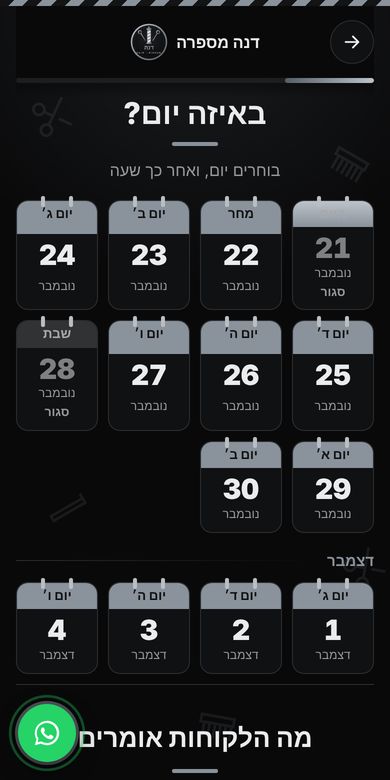 דנה מספרה
באיזה יום?
בוחרים יום, ואחר כך שעה
21
נובמבר
סגור
מחר
22
נובמבר
יום ב׳
23
נובמבר
יום ג׳
24
נובמבר
יום ד׳
25
נובמבר
יום ה׳
26
נובמבר
יום ו׳
27
נובמבר
שבת
28
נובמבר
סגור
יום א׳
29
נובמבר
יום ב׳
30
נובמבר
דצמבר
יום ג׳
1
דצמבר
יום ד׳
2
דצמבר
יום ה׳
3
דצמבר
יום ו׳
4
דצמבר
מה הלקוחות אומרים